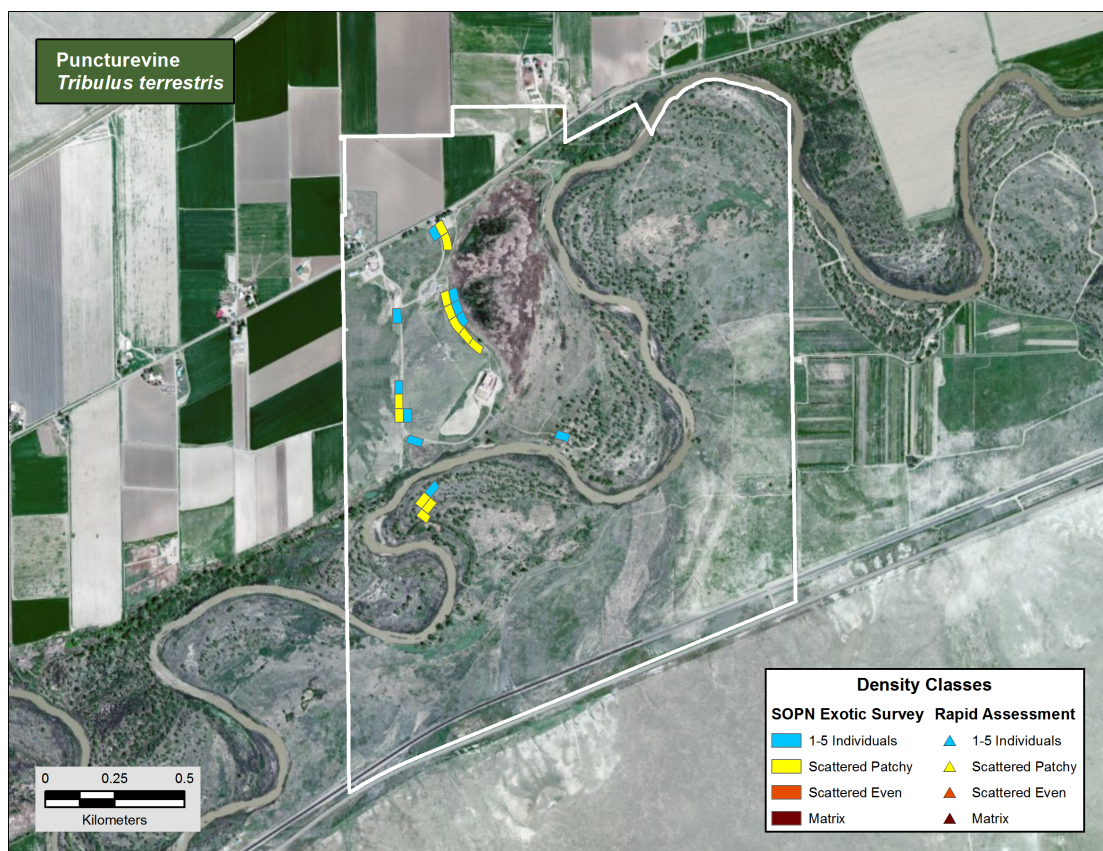 Puncturevine
Tribulus terrestris
Density Classes
SOPN Exotic Survey Rapid Assessment
1-5 Individuals 1-5 Individuals
Scattered Patchy Scattered Patchy
Scattered Even Scattered Even
Matrix Matrix
0 0.25 0.5
Kilometers